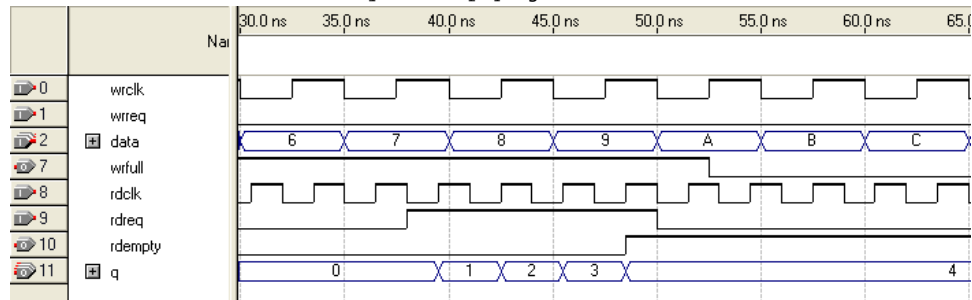 30.0 ns 35.0 ns 40.0 ns 45.0 ns 50.0 ns 55.0 ns 60.0 ns 65.
0 wrclk
1 wrreq
2 data 6 7 8 9 A B C
7 wrfull
8 rdclk
9 rdreq
10 rdempty
11 q 0 1 2 3 4